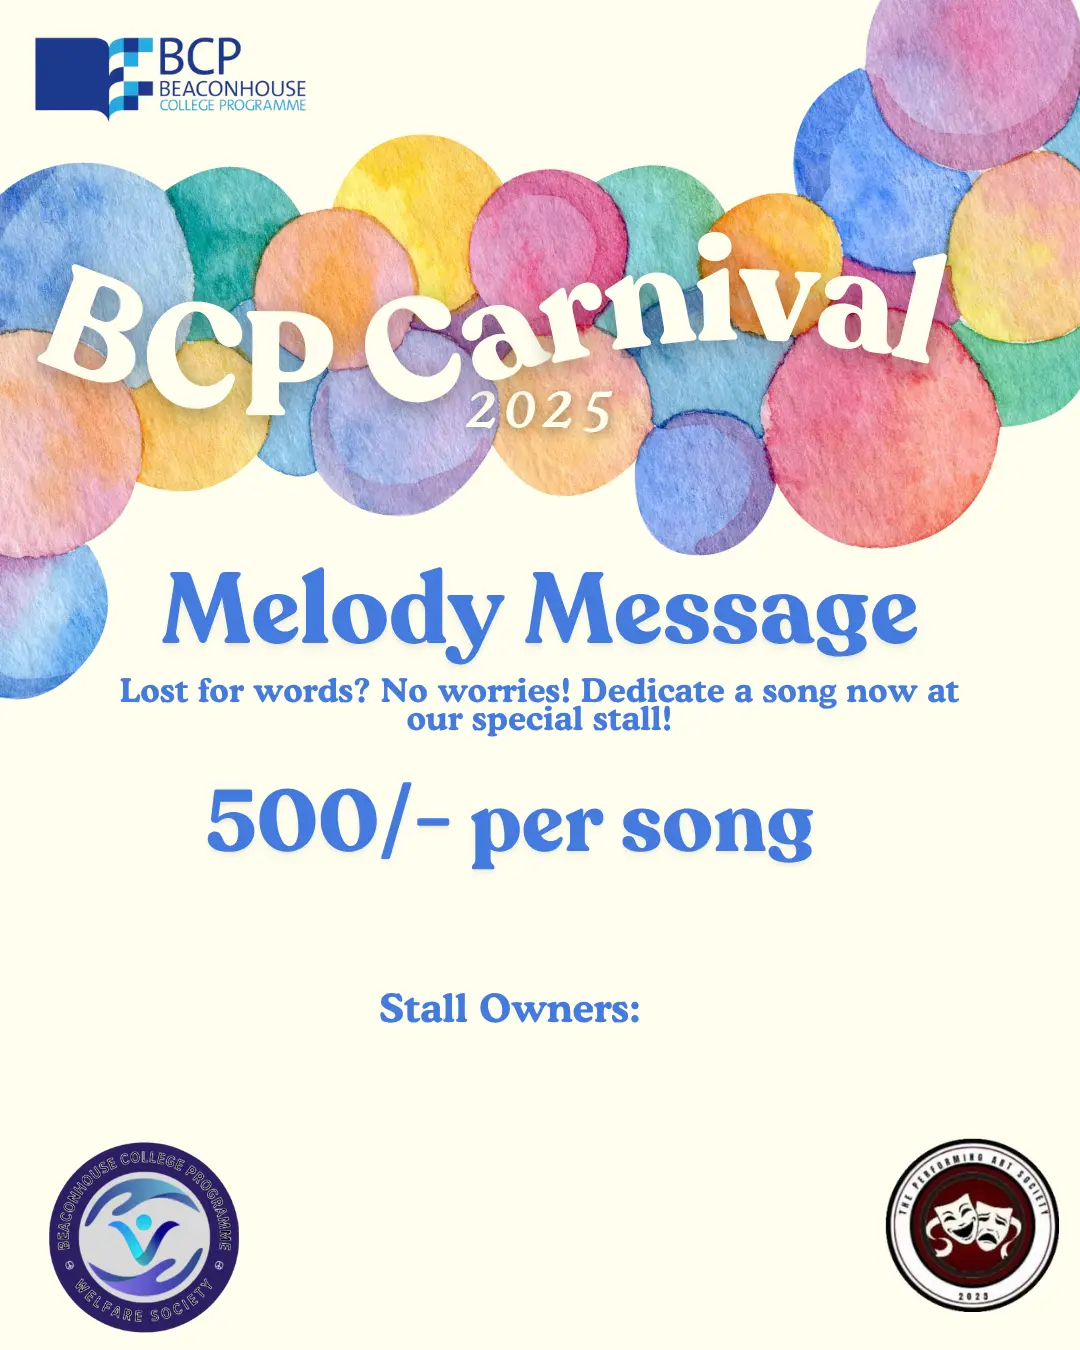 BCP
BEACONHOUSE
COLLEGE PROGRAMME
BCP Carnival
2025
Melody Message
Lost for words? No worries! Dedicate a song now at
our special stall!
500/- per song
Stall Owners:
BEACONHOUSE COLLEGE PROGRAMME
WELFARE SOCIETY
THE PERFORMING ART SOCIETY
2023